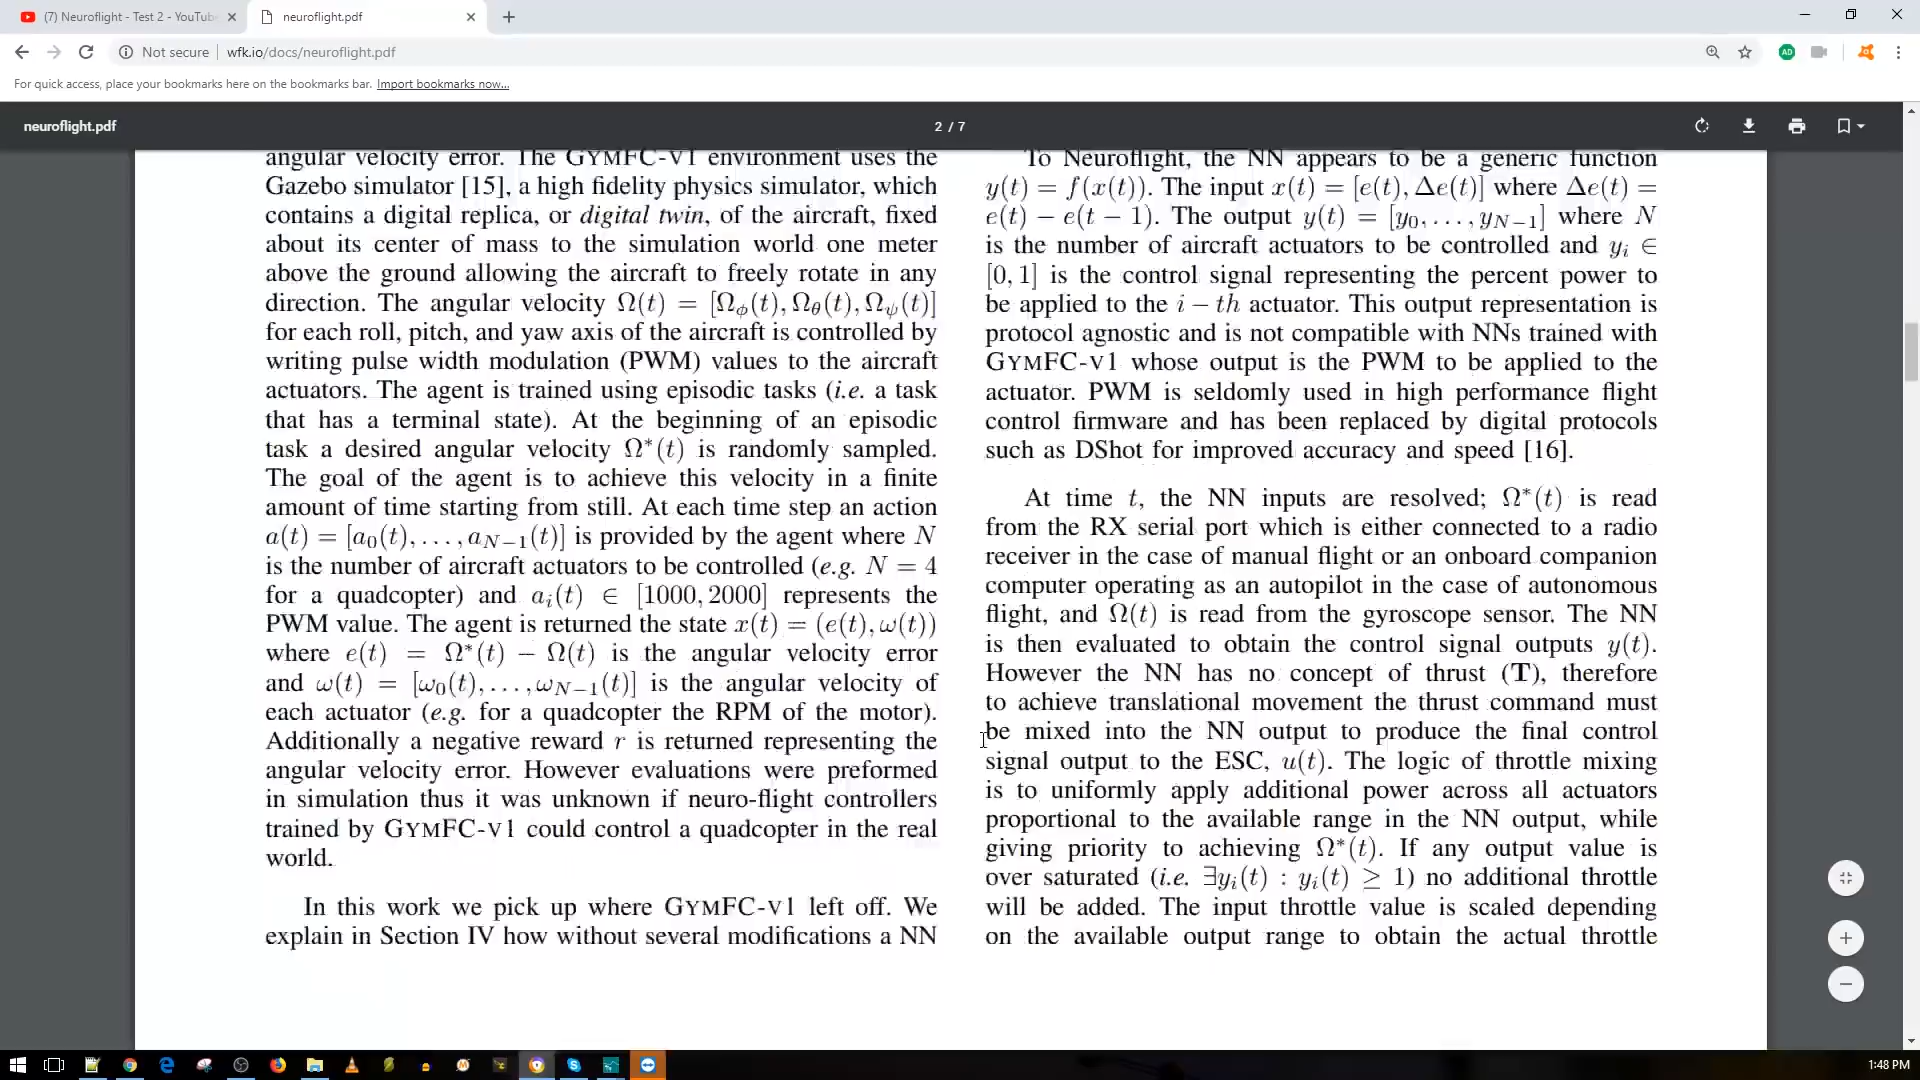 (7) Neuroflight - Test 2 - YouTub
neuroflight.pdf
Not secure
wfk.io/docs/neuroflight.pdf
AD
For quick access, place your bookmarks here on the bookmarks bar. Import bookmarks now...
neuroflight.pdf
2 / 7
angular velocity error. The GYMFC-V1 environment uses the
Gazebo simulator [15], a high fidelity physics simulator, which
contains a digital replica, or digital twin, of the aircraft, fixed
about its center of mass to the simulation world one meter
above the ground allowing the aircraft to freely rotate in any
direction. The angular velocity Ω(t) = [Ωϕ(t), Ωθ(t), Ωψ(t)]
for each roll, pitch, and yaw axis of the aircraft is controlled by
writing pulse width modulation (PWM) values to the aircraft
actuators. The agent is trained using episodic tasks (i.e. a task
that has a terminal state). At the beginning of an episodic
task a desired angular velocity Ω*(t) is randomly sampled.
The goal of the agent is to achieve this velocity in a finite
amount of time starting from still. At each time step an action
a(t) = [a0(t), . . . , aN−1(t)] is provided by the agent where N
is the number of aircraft actuators to be controlled (e.g. N = 4
for a quadcopter) and ai(t) ∈ [1000, 2000] represents the
PWM value. The agent is returned the state x(t) = (e(t), ω(t))
where e(t) = Ω*(t) − Ω(t) is the angular velocity error
and ω(t) = [ω0(t), . . . , ωN−1(t)] is the angular velocity of
each actuator (e.g. for a quadcopter the RPM of the motor).
Additionally a negative reward r is returned representing the
angular velocity error. However evaluations were preformed
in simulation thus it was unknown if neuro-flight controllers
trained by GYMFC-V1 could control a quadcopter in the real
world.
In this work we pick up where GYMFC-V1 left off. We
explain in Section IV how without several modifications a NN
To Neuroflight, the NN appears to be a generic function
y(t) = f(x(t)). The input x(t) = [e(t), Δe(t)] where Δe(t) =
e(t) − e(t − 1). The output y(t) = [y0, . . . , yN−1] where N
is the number of aircraft actuators to be controlled and yi ∈
[0, 1] is the control signal representing the percent power to
be applied to the i − th actuator. This output representation is
protocol agnostic and is not compatible with NNs trained with
GYMFC-V1 whose output is the PWM to be applied to the
actuator. PWM is seldomly used in high performance flight
control firmware and has been replaced by digital protocols
such as DShot for improved accuracy and speed [16].
At time t, the NN inputs are resolved; Ω*(t) is read
from the RX serial port which is either connected to a radio
receiver in the case of manual flight or an onboard companion
computer operating as an autopilot in the case of autonomous
flight, and Ω(t) is read from the gyroscope sensor. The NN
is then evaluated to obtain the control signal outputs y(t).
However the NN has no concept of thrust (T), therefore
to achieve translational movement the thrust command must
be mixed into the NN output to produce the final control
signal output to the ESC, u(t). The logic of throttle mixing
is to uniformly apply additional power across all actuators
proportional to the available range in the NN output, while
giving priority to achieving Ω*(t). If any output value is
over saturated (i.e. ∃yi(t) : yi(t) ≥ 1) no additional throttle
will be added. The input throttle value is scaled depending
on the available output range to obtain the actual throttle
1:48 PM